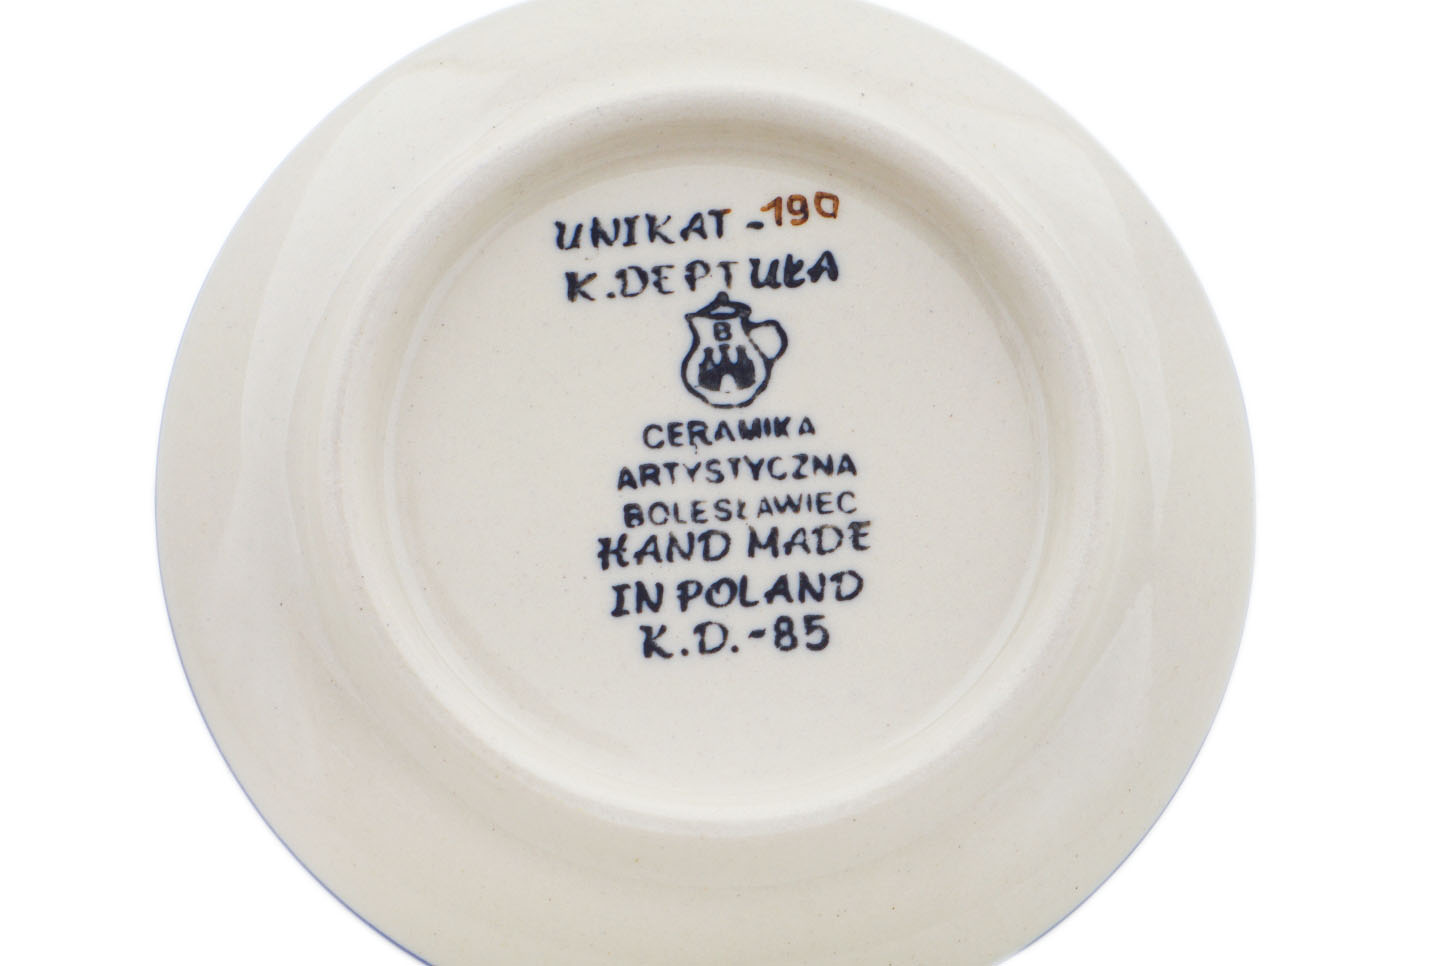 UNIKAT -190
K.DEPTUŁA
B
CERAMIKA
ARTYSTYCZNA
BOLESŁAWIEC
HAND MADE
IN POLAND
K.D.-85